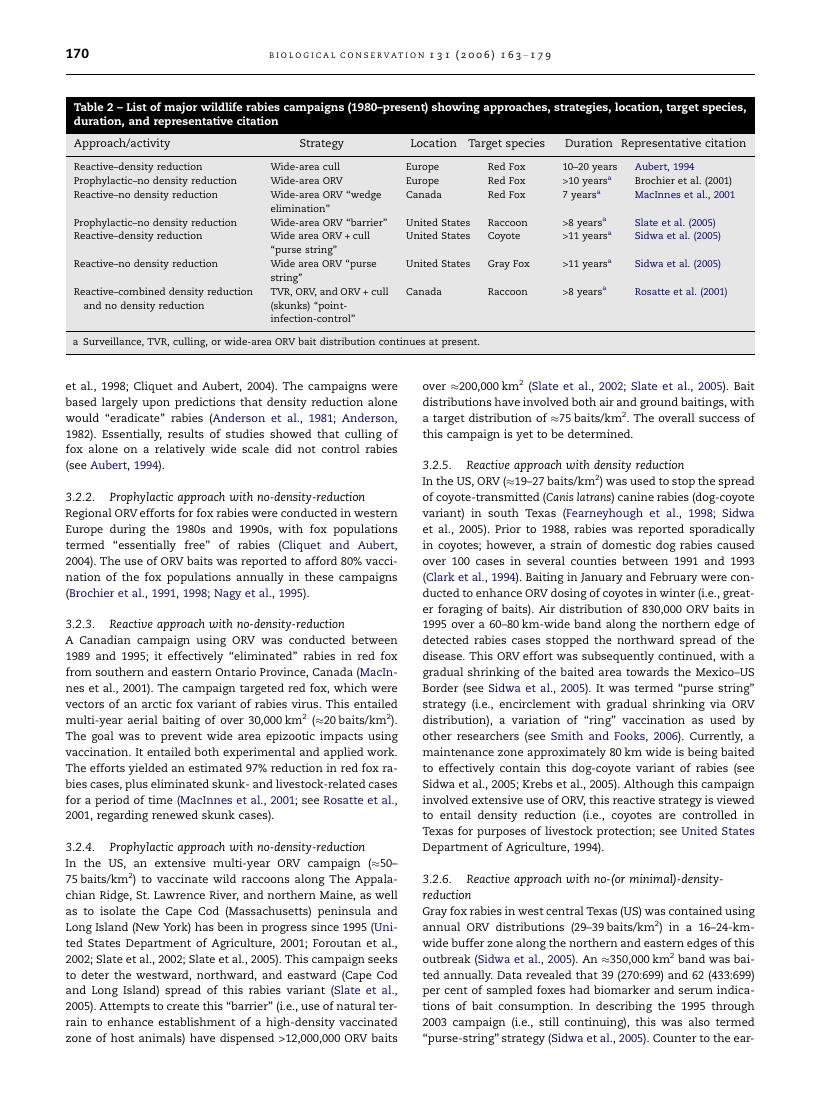 170
BIOLOGICAL CONSERVATION 131 (2006) 163–179
Table 2 – List of major wildlife rabies campaigns (1980–present) showing approaches, strategies, location, target species,
duration, and representative citation
Approach/activity Strategy Location Target species Duration Representative citation
Reactive–density reduction Wide-area cull Europe Red Fox 10–20 years Aubert, 1994
Prophylactic–no density reduction Wide-area ORV Europe Red Fox >10 yearsa Brochier et al. (2001)
Reactive–no density reduction Wide-area ORV “wedge Canada Red Fox 7 yearsa MacInnes et al., 2001
elimination”
Prophylactic–no density reduction Wide-area ORV “barrier” United States Raccoon >8 yearsa Slate et al. (2005)
Reactive–density reduction Wide area ORV + cull United States Coyote >11 yearsa Sidwa et al. (2005)
“purse string”
Reactive–no density reduction Wide area ORV “purse United States Gray Fox >11 yearsa Sidwa et al. (2005)
string”
Reactive–combined density reduction TVR, ORV, and ORV + cull Canada Raccoon >8 yearsa Rosatte et al. (2001)
and no density reduction (skunks) “point-
infection-control”
a Surveillance, TVR, culling, or wide-area ORV bait distribution continues at present.
et al., 1998; Cliquet and Aubert, 2004). The campaigns were
based largely upon predictions that density reduction alone
would “eradicate” rabies (Anderson et al., 1981; Anderson,
1982). Essentially, results of studies showed that culling of
fox alone on a relatively wide scale did not control rabies
(see Aubert, 1994).
3.2.2. Prophylactic approach with no-density-reduction
Regional ORV efforts for fox rabies were conducted in western
Europe during the 1980s and 1990s, with fox populations
termed “essentially free” of rabies (Cliquet and Aubert,
2004). The use of ORV baits was reported to afford 80% vacci-
nation of the fox populations annually in these campaigns
(Brochier et al., 1991, 1998; Nagy et al., 1995).
3.2.3. Reactive approach with no-density-reduction
A Canadian campaign using ORV was conducted between
1989 and 1995; it effectively “eliminated” rabies in red fox
from southern and eastern Ontario Province, Canada (MacIn-
nes et al., 2001). The campaign targeted red fox, which were
vectors of an arctic fox variant of rabies virus. This entailed
multi-year aerial baiting of over 30,000 km2 (≈20 baits/km2).
The goal was to prevent wide area epizootic impacts using
vaccination. It entailed both experimental and applied work.
The efforts yielded an estimated 97% reduction in red fox ra-
bies cases, plus eliminated skunk- and livestock-related cases
for a period of time (MacInnes et al., 2001; see Rosatte et al.,
2001, regarding renewed skunk cases).
3.2.4. Prophylactic approach with no-density-reduction
In the US, an extensive multi-year ORV campaign (≈50–
75 baits/km2) to vaccinate wild raccoons along The Appala-
chian Ridge, St. Lawrence River, and northern Maine, as well
as to isolate the Cape Cod (Massachusetts) peninsula and
Long Island (New York) has been in progress since 1995 (Uni-
ted States Department of Agriculture, 2001; Foroutan et al.,
2002; Slate et al., 2002; Slate et al., 2005). This campaign seeks
to deter the westward, northward, and eastward (Cape Cod
and Long Island) spread of this rabies variant (Slate et al.,
2005). Attempts to create this “barrier” (i.e., use of natural ter-
rain to enhance establishment of a high-density vaccinated
zone of host animals) have dispensed >12,000,000 ORV baits
over ≈200,000 km2 (Slate et al., 2002; Slate et al., 2005). Bait
distributions have involved both air and ground baitings, with
a target distribution of ≈75 baits/km2. The overall success of
this campaign is yet to be determined.
3.2.5. Reactive approach with density reduction
In the US, ORV (≈19–27 baits/km2) was used to stop the spread
of coyote-transmitted (Canis latrans) canine rabies (dog-coyote
variant) in south Texas (Fearneyhough et al., 1998; Sidwa
et al., 2005). Prior to 1988, rabies was reported sporadically
in coyotes; however, a strain of domestic dog rabies caused
over 100 cases in several counties between 1991 and 1993
(Clark et al., 1994). Baiting in January and February were con-
ducted to enhance ORV dosing of coyotes in winter (i.e., great-
er foraging of baits). Air distribution of 830,000 ORV baits in
1995 over a 60–80 km-wide band along the northern edge of
detected rabies cases stopped the northward spread of the
disease. This ORV effort was subsequently continued, with a
gradual shrinking of the baited area towards the Mexico–US
Border (see Sidwa et al., 2005). It was termed “purse string”
strategy (i.e., encirclement with gradual shrinking via ORV
distribution), a variation of “ring” vaccination as used by
other researchers (see Smith and Fooks, 2006). Currently, a
maintenance zone approximately 80 km wide is being baited
to effectively contain this dog-coyote variant of rabies (see
Sidwa et al., 2005; Krebs et al., 2005). Although this campaign
involved extensive use of ORV, this reactive strategy is viewed
to entail density reduction (i.e., coyotes are controlled in
Texas for purposes of livestock protection; see United States
Department of Agriculture, 1994).
3.2.6. Reactive approach with no-(or minimal)-density-
reduction
Gray fox rabies in west central Texas (US) was contained using
annual ORV distributions (29–39 baits/km2) in a 16–24-km-
wide buffer zone along the northern and eastern edges of this
outbreak (Sidwa et al., 2005). An ≈350,000 km2 band was bai-
ted annually. Data revealed that 39 (270:699) and 62 (433:699)
per cent of sampled foxes had biomarker and serum indica-
tions of bait consumption. In describing the 1995 through
2003 campaign (i.e., still continuing), this was also termed
“purse-string” strategy (Sidwa et al., 2005). Counter to the ear-